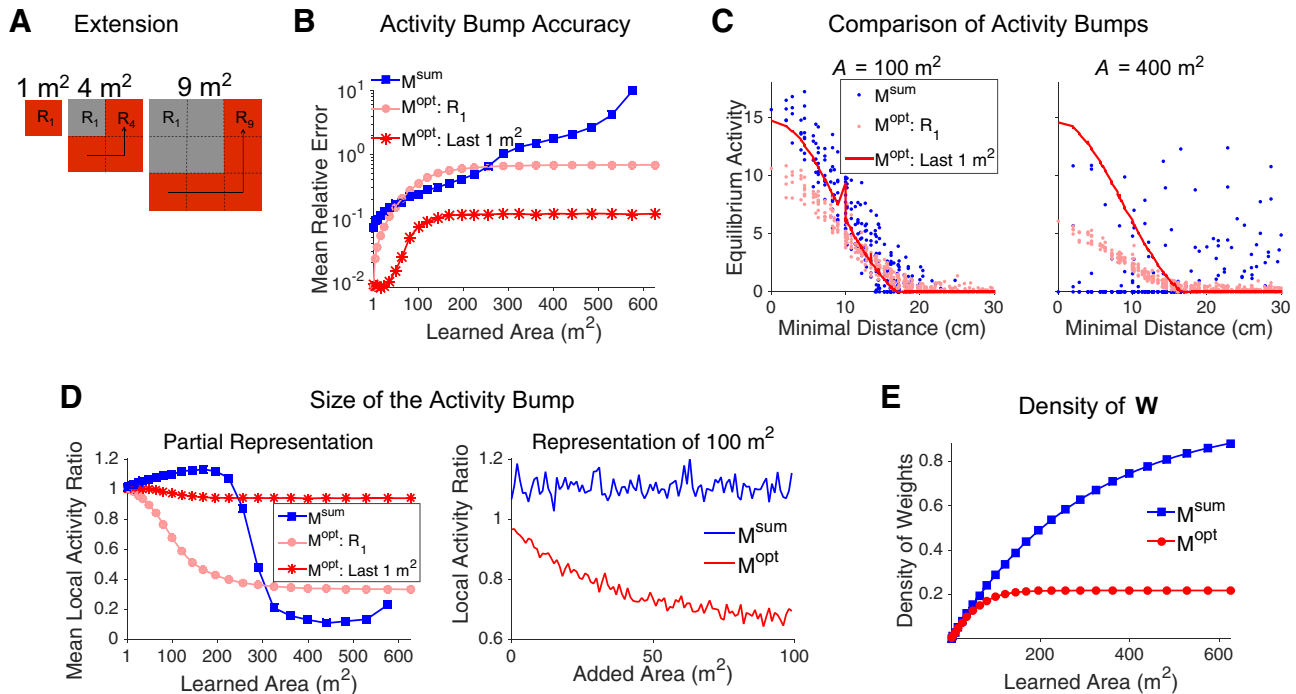 A Extension
1 m² 4 m² 9 m²
R₁ R₁ R₄ R₁ R₉
B Activity Bump Accuracy
Mˢᵘᵐ
Mᵒᵖᵗ: R₁
Mᵒᵖᵗ: Last 1 m²
Mean Relative Error
10¹
10⁰
10⁻¹
10⁻²
1 100 200 300 400 500 600
Learned Area (m²)
C Comparison of Activity Bumps
A = 100 m²
Mˢᵘᵐ
Mᵒᵖᵗ: R₁
Mᵒᵖᵗ: Last 1 m²
Equilibrium Activity
15
10
5
0
0 10 20 30
Minimal Distance (cm)
A = 400 m²
0 10 20 30
Minimal Distance (cm)
D Size of the Activity Bump
Partial Representation
Mean Local Activity Ratio
1.2
1
0.8
0.6
0.4
0.2
0
Mˢᵘᵐ
Mᵒᵖᵗ: R₁
Mᵒᵖᵗ: Last 1 m²
1 100 200 300 400 500 600
Learned Area (m²)
Representation of 100 m²
Local Activity Ratio
1.2
1
0.8
0.6
Mˢᵘᵐ
Mᵒᵖᵗ
0 50 100
Added Area (m²)
E Density of W
Density of Weights
0.8
0.6
0.4
0.2
Mˢᵘᵐ
Mᵒᵖᵗ
1 200 400 600
Learned Area (m²)